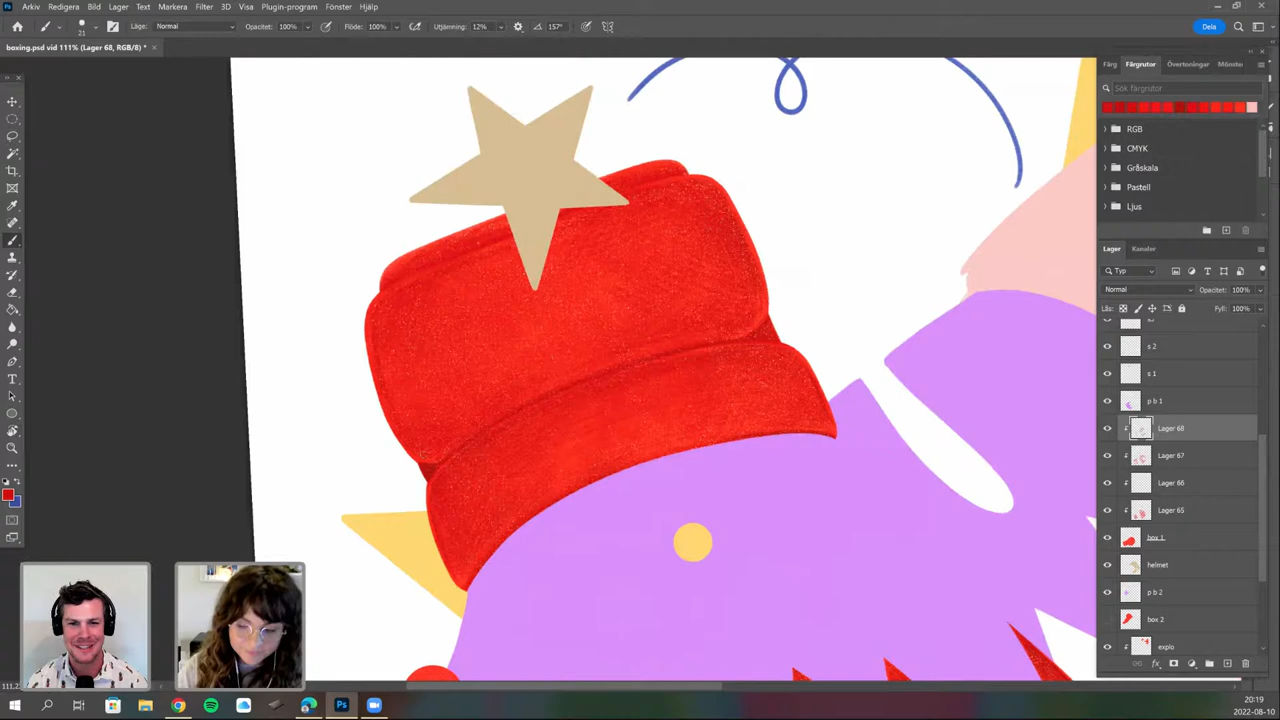 Arkiv Redigera Bild Lager Text Markera Filter 3D Visa Plugin-program Fönster Hjälp
21 Läge: Normal Opacitet: 100% Flöde: 100% Utjämning: 12% 157° Dela
boxing.psd vid 111% (Lager 68, RGB/8) *
Färg Färgrutor Övertoningar Mönster
Sök färgrutor
RGB
CMYK
Gråskala
Pastell
Ljus
Lager Kanaler
Typ
Normal Opacitet: 100%
Lås: Fyll: 100%
s 2
s 1
p b 1
Lager 68
Lager 67
Lager 66
Lager 65
box 1
helmet
p b 2
box 2
explo
20:19
2022-08-10